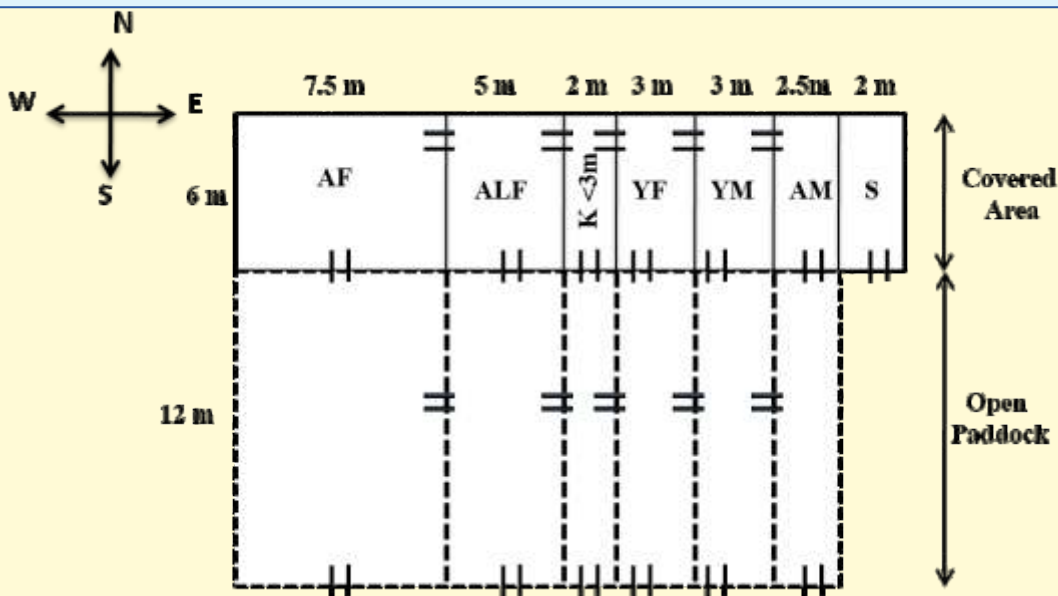 N
7.5 m 5 m 2 m 3 m 3 m 2.5m 2 m
W E
S
6 m AF ALF K <3m YF YM AM S Covered
Area
12 m Open
Paddock